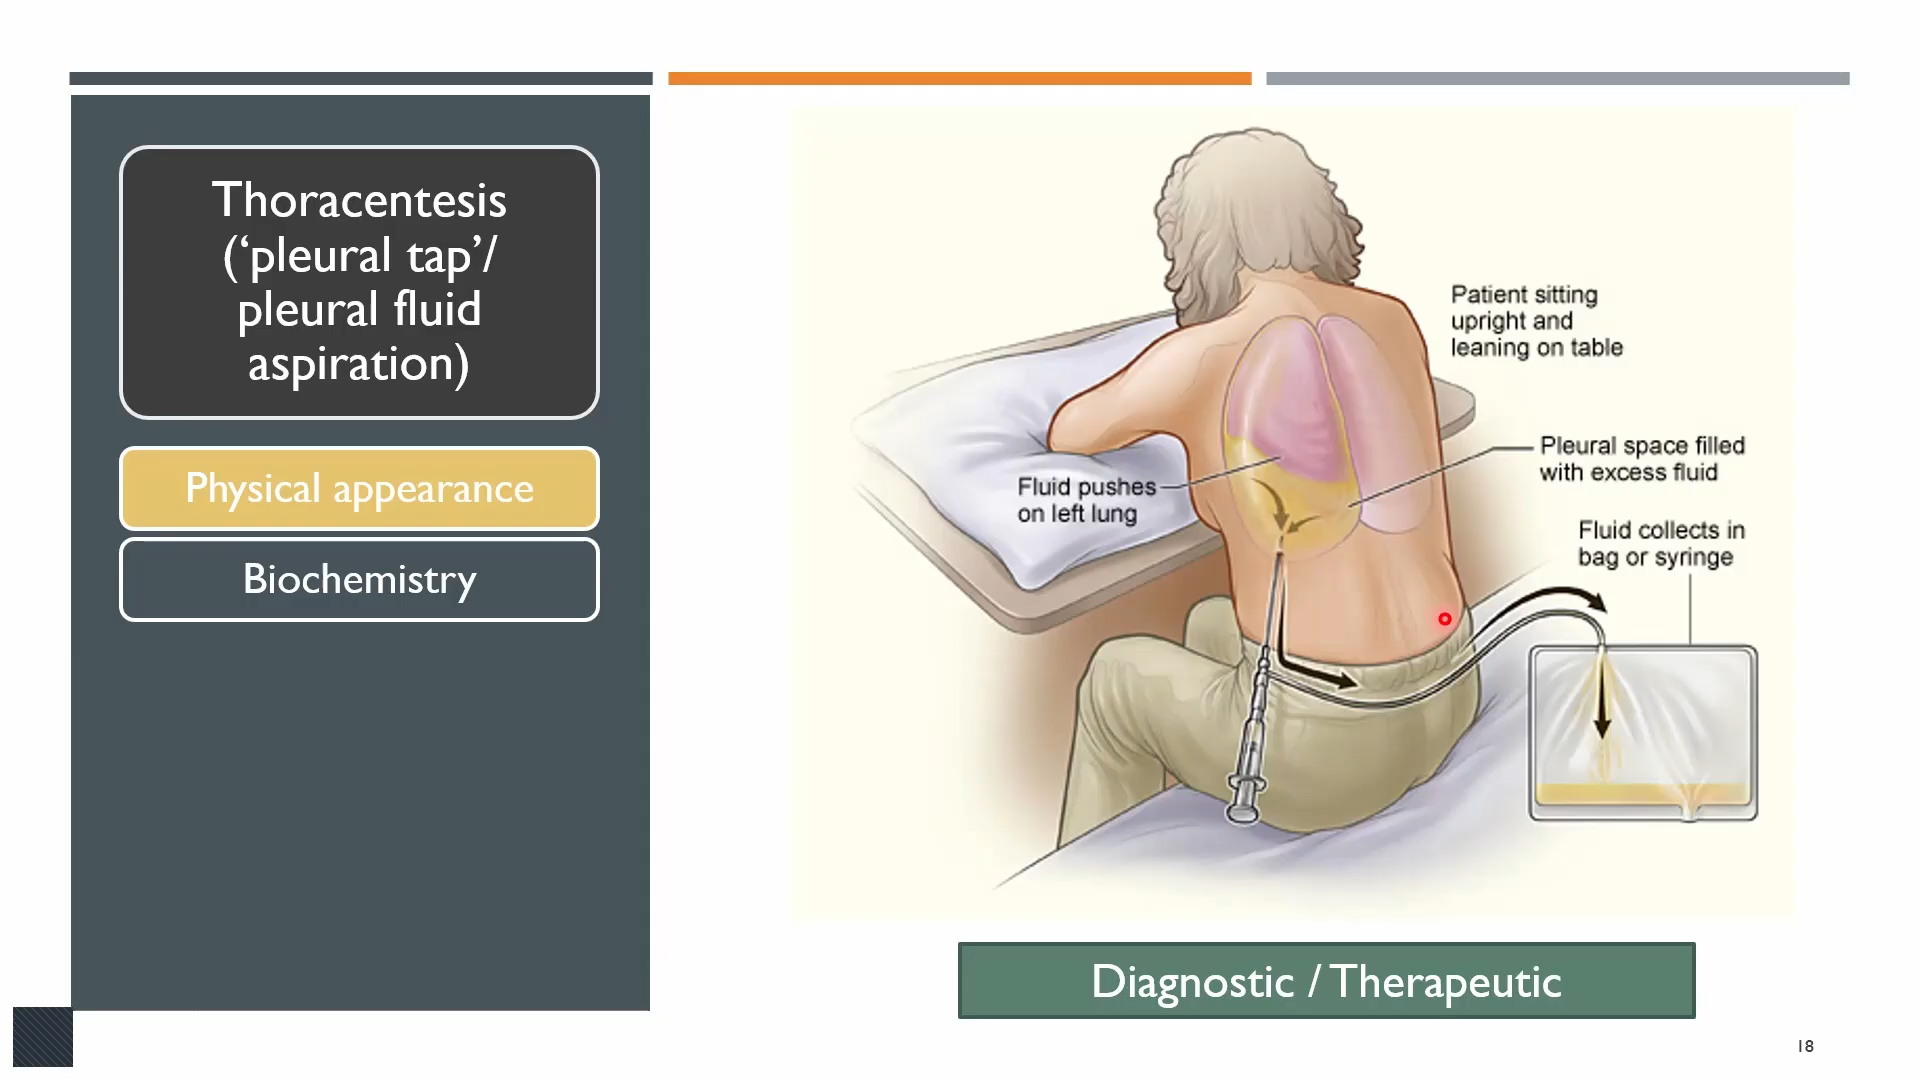 Thoracentesis
(‘pleural tap’/
pleural fluid
aspiration)
Physical appearance
Biochemistry
Patient sitting
upright and
leaning on table
Pleural space filled
with excess fluid
Fluid pushes
on left lung
Fluid collects in
bag or syringe
Diagnostic / Therapeutic
18